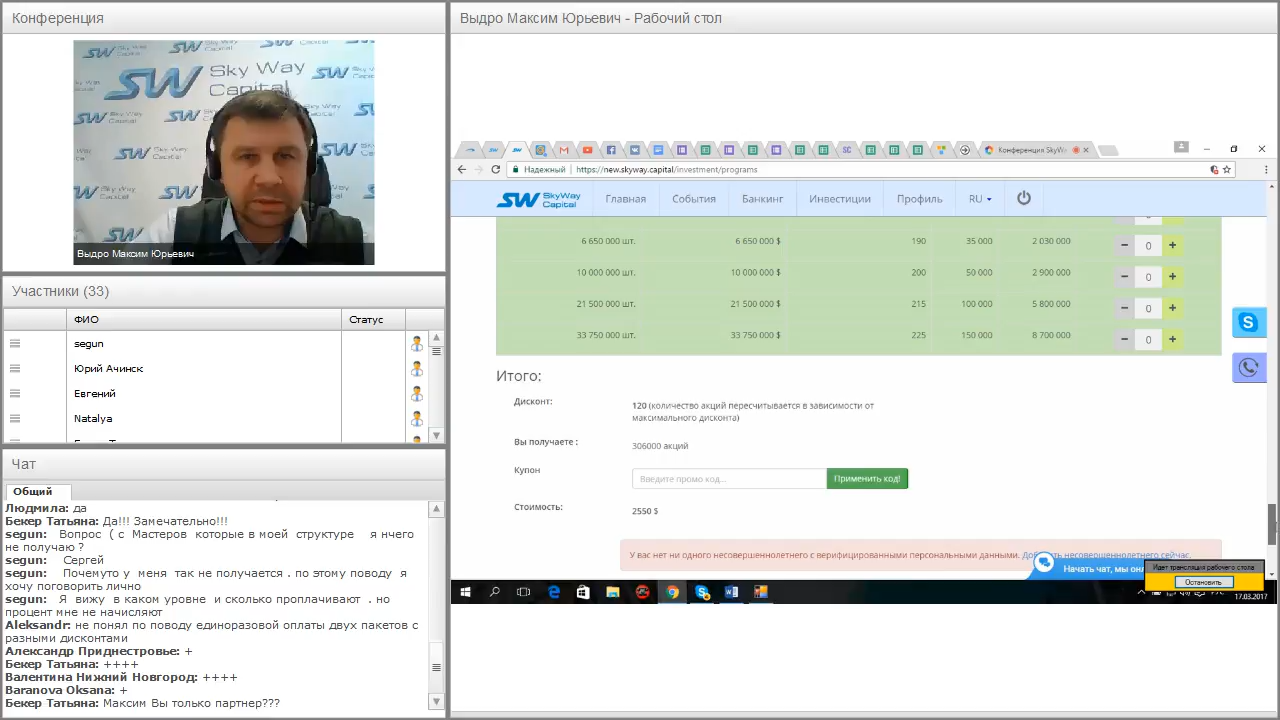 Конференция
SW Sky Way
Capital
Выдро Максим Юрьевич
Участники (33)
ФИО
Статус
segun
Юрий Ачинск
Евгений
Natalya
Чат
Общий
Людмила: да
Бекер Татьяна: Да!!! Замечательно!!!
segun: Вопрос ( с Мастеров которые в моей структуре я нчего
не получаю ?
segun: Сергей
segun: Почемуто у меня так не получается . по этому поводу я
хочу поговорить лично
segun: Я вижу в каком уровне и сколько проплачивают . но
процент мне не начисляют
Aleksandr: не понял по поводу единоразовой оплаты двух пакетов с
разными дисконтами
Александр Приднестровье: +
Бекер Татьяна: ++++
Валентина Нижний Новгород: ++++
Baranova Oksana: +
Бекер Татьяна: Максим Вы только партнер???
Выдро Максим Юрьевич - Рабочий стол
Конференция SkyWa
Надежный https://new.skyway.capital/investment/programs
SW SkyWay Capital Главная События Банкинг Инвестиции Профиль RU
6 650 000 шт. 6 650 000 $ 190 35 000 2 030 000 − 0 +
10 000 000 шт. 10 000 000 $ 200 50 000 2 900 000 − 0 +
21 500 000 шт. 21 500 000 $ 215 100 000 5 800 000 − 0 +
33 750 000 шт. 33 750 000 $ 225 150 000 8 700 000 − 0 +
Итого:
Дисконт: 120 (количество акций пересчитывается в зависимости от
максимального дисконта)
Вы получаете : 306000 акций
Купон Введите промо код... Применить код!
Стоимость: 2550 $
У вас нет ни одного несовершеннолетнего с верифицированными персональными данными. несовершеннолетнего сейчас.
Начать чат, мы
Идет трансляция рабочего стола
Остановить
17.03.2017